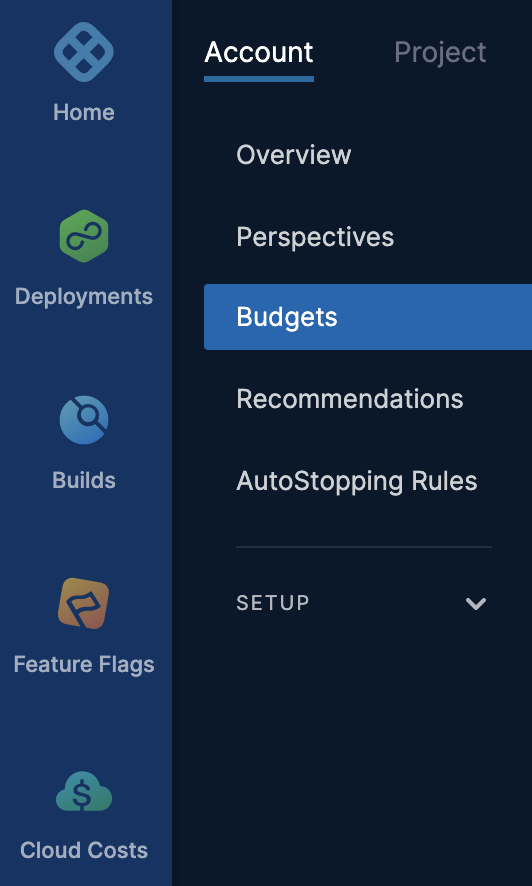 Home
Deployments
Builds
Feature Flags
Cloud Costs
Account
Project
Overview
Perspectives
Budgets
Recommendations
AutoStopping Rules
SETUP